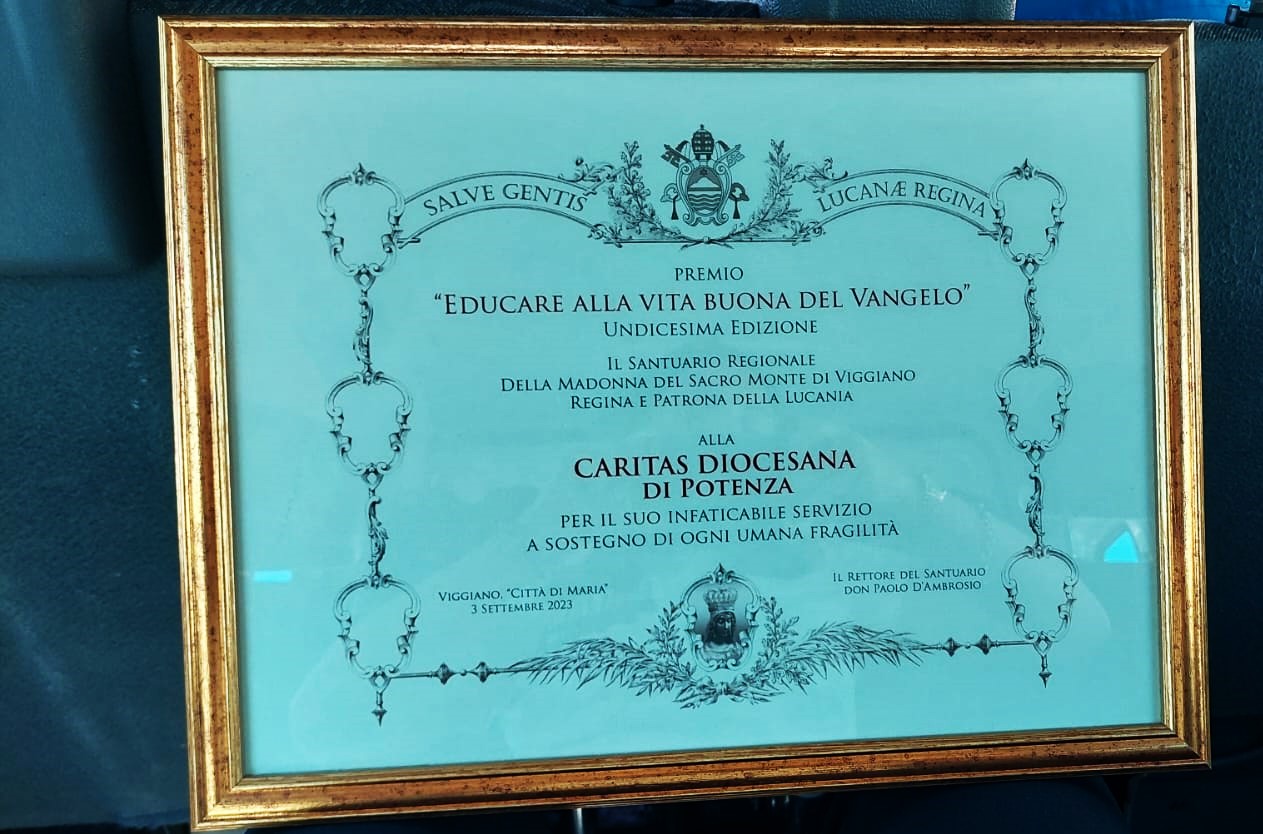 SALVE GENTIS LUCANÆ REGINA
PREMIO
“EDUCARE ALLA VITA BUONA DEL VANGELO”
UNDICESIMA EDIZIONE
IL SANTUARIO REGIONALE
DELLA MADONNA DEL SACRO MONTE DI VIGGIANO
REGINA E PATRONA DELLA LUCANIA
ALLA
CARITAS DIOCESANA
DI POTENZA
PER IL SUO INFATICABILE SERVIZIO
A SOSTEGNO DI OGNI UMANA FRAGILITÀ
VIGGIANO, “CITTÀ DI MARIA”
3 SETTEMBRE 2023
IL RETTORE DEL SANTUARIO
DON PAOLO D'AMBROSIO